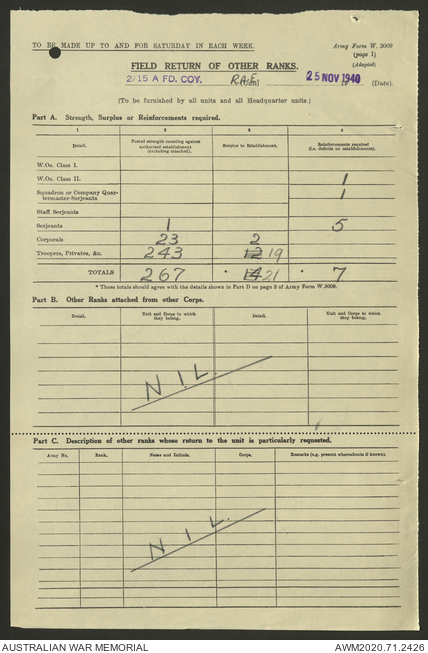 TO BE MADE UP TO AND FOR SATURDAY IN EACH WEEK.
Army Form W. 3009
(page 1)
(Adapted)
FIELD RETURN OF OTHER RANKS.
2/15 A FD. COY. R.A.E. (Unit) 25 NOV 1940 19 (Date).
(To be furnished by all units and all Headquarter units.)
Part A. Strength, Surplus or Reinforcements required.
1 2 3 4
Detail. Posted strength counting against authorized establishment (excluding attached). Surplus to Establishment. Reinforcements required (i.e. deficits on establishments).
W.Os. Class I.
W.Os. Class II. 1
Squadron or Company Quar-
termaster-Serjeants 1
Staff Serjeants
Serjeants 1 5
Corporals 23 2
Troopers, Privates, &c. 243 12 19
TOTALS 267 * 14 21 * 7
* These totals should agree with the details shown in Part D on page 2 of Army Form W.3009.
Part B. Other Ranks attached from other Corps.
Detail. Unit and Corps to which they belong. Detail. Unit and Corps to which they belong.
N.I.L.
Part C. Description of other ranks whose return to the unit is particularly requested.
Army No. Rank. Name and Initials. Corps. Remarks (e.g. present whereabouts if known).
N I L.
AUSTRALIAN WAR MEMORIAL AWM2020.71.2426